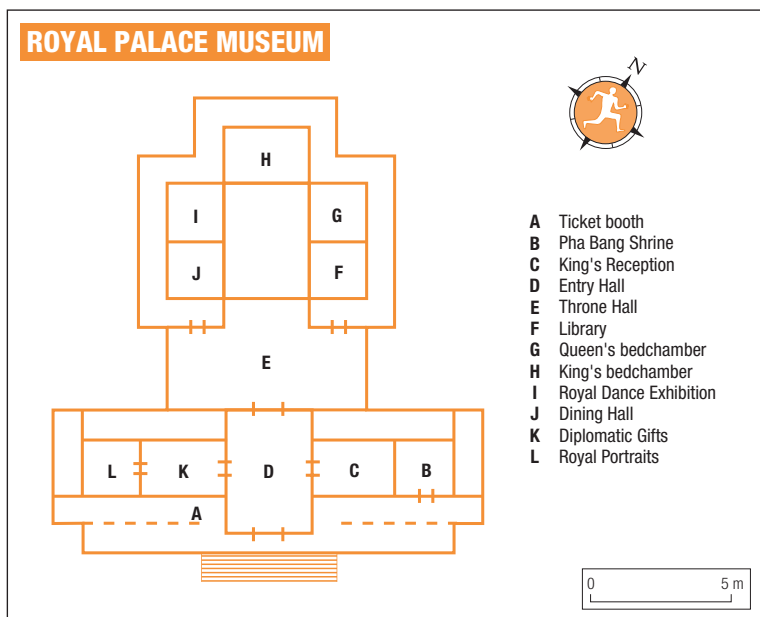 ROYAL PALACE MUSEUM
N
H
I
G
J
F
E
L
K
D
C
B
A
A Ticket booth
B Pha Bang Shrine
C King's Reception
D Entry Hall
E Throne Hall
F Library
G Queen's bedchamber
H King's bedchamber
I Royal Dance Exhibition
J Dining Hall
K Diplomatic Gifts
L Royal Portraits
0 5 m